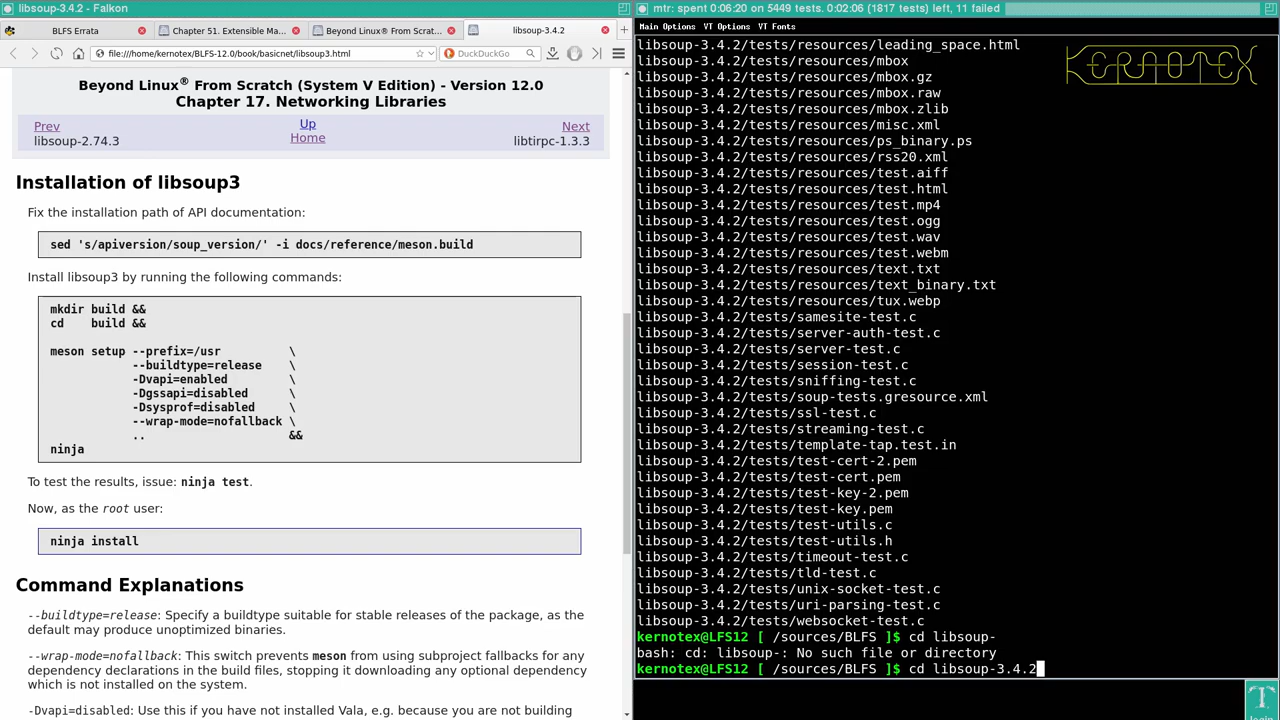 libsoup-3.4.2 - Falkon
BLFS Errata
Chapter 51. Extensible Ma...
Beyond Linux® From Scrat...
libsoup-3.4.2
file:///home/kernotex/BLFS-12.0/book/basicnet/libsoup3.html
DuckDuckGo
Beyond Linux® From Scratch (System V Edition) - Version 12.0
Chapter 17. Networking Libraries
Prev
Up
Next
libsoup-2.74.3
Home
libtirpc-1.3.3
Installation of libsoup3
Fix the installation path of API documentation:
sed 's/apiversion/soup_version/' -i docs/reference/meson.build
Install libsoup3 by running the following commands:
mkdir build &&
cd    build &&
meson setup --prefix=/usr          \
--buildtype=release    \
-Dvapi=enabled         \
-Dgssapi=disabled      \
-Dsysprof=disabled     \
--wrap-mode=nofallback \
..                     &&
ninja
To test the results, issue: ninja test.
Now, as the root user:
ninja install
Command Explanations
--buildtype=release: Specify a buildtype suitable for stable releases of the package, as the
default may produce unoptimized binaries.
--wrap-mode=nofallback: This switch prevents meson from using subproject fallbacks for any
dependency declarations in the build files, stopping it downloading any optional dependency
which is not installed on the system.
-Dvapi=disabled: Use this if you have not installed Vala, e.g. because you are not building
mtr: spent 0:06:20 on 5449 tests. 0:02:06 (1817 tests) left, 11 failed
Main Options  VT Options  VT Fonts
KERNOTEX
libsoup-3.4.2/tests/resources/leading_space.html
libsoup-3.4.2/tests/resources/mbox
libsoup-3.4.2/tests/resources/mbox.gz
libsoup-3.4.2/tests/resources/mbox.raw
libsoup-3.4.2/tests/resources/mbox.zlib
libsoup-3.4.2/tests/resources/misc.xml
libsoup-3.4.2/tests/resources/ps_binary.ps
libsoup-3.4.2/tests/resources/rss20.xml
libsoup-3.4.2/tests/resources/test.aiff
libsoup-3.4.2/tests/resources/test.html
libsoup-3.4.2/tests/resources/test.mp4
libsoup-3.4.2/tests/resources/test.ogg
libsoup-3.4.2/tests/resources/test.wav
libsoup-3.4.2/tests/resources/test.webm
libsoup-3.4.2/tests/resources/text.txt
libsoup-3.4.2/tests/resources/text_binary.txt
libsoup-3.4.2/tests/resources/tux.webp
libsoup-3.4.2/tests/samesite-test.c
libsoup-3.4.2/tests/server-auth-test.c
libsoup-3.4.2/tests/server-test.c
libsoup-3.4.2/tests/session-test.c
libsoup-3.4.2/tests/sniffing-test.c
libsoup-3.4.2/tests/soup-tests.gresource.xml
libsoup-3.4.2/tests/ssl-test.c
libsoup-3.4.2/tests/streaming-test.c
libsoup-3.4.2/tests/template-tap.test.in
libsoup-3.4.2/tests/test-cert-2.pem
libsoup-3.4.2/tests/test-cert.pem
libsoup-3.4.2/tests/test-key-2.pem
libsoup-3.4.2/tests/test-key.pem
libsoup-3.4.2/tests/test-utils.c
libsoup-3.4.2/tests/test-utils.h
libsoup-3.4.2/tests/timeout-test.c
libsoup-3.4.2/tests/tld-test.c
libsoup-3.4.2/tests/unix-socket-test.c
libsoup-3.4.2/tests/uri-parsing-test.c
libsoup-3.4.2/tests/websocket-test.c
kernotex@LFS12 [ /sources/BLFS ]$ cd libsoup-
bash: cd: libsoup-: No such file or directory
kernotex@LFS12 [ /sources/BLFS ]$ cd libsoup-3.4.2
login